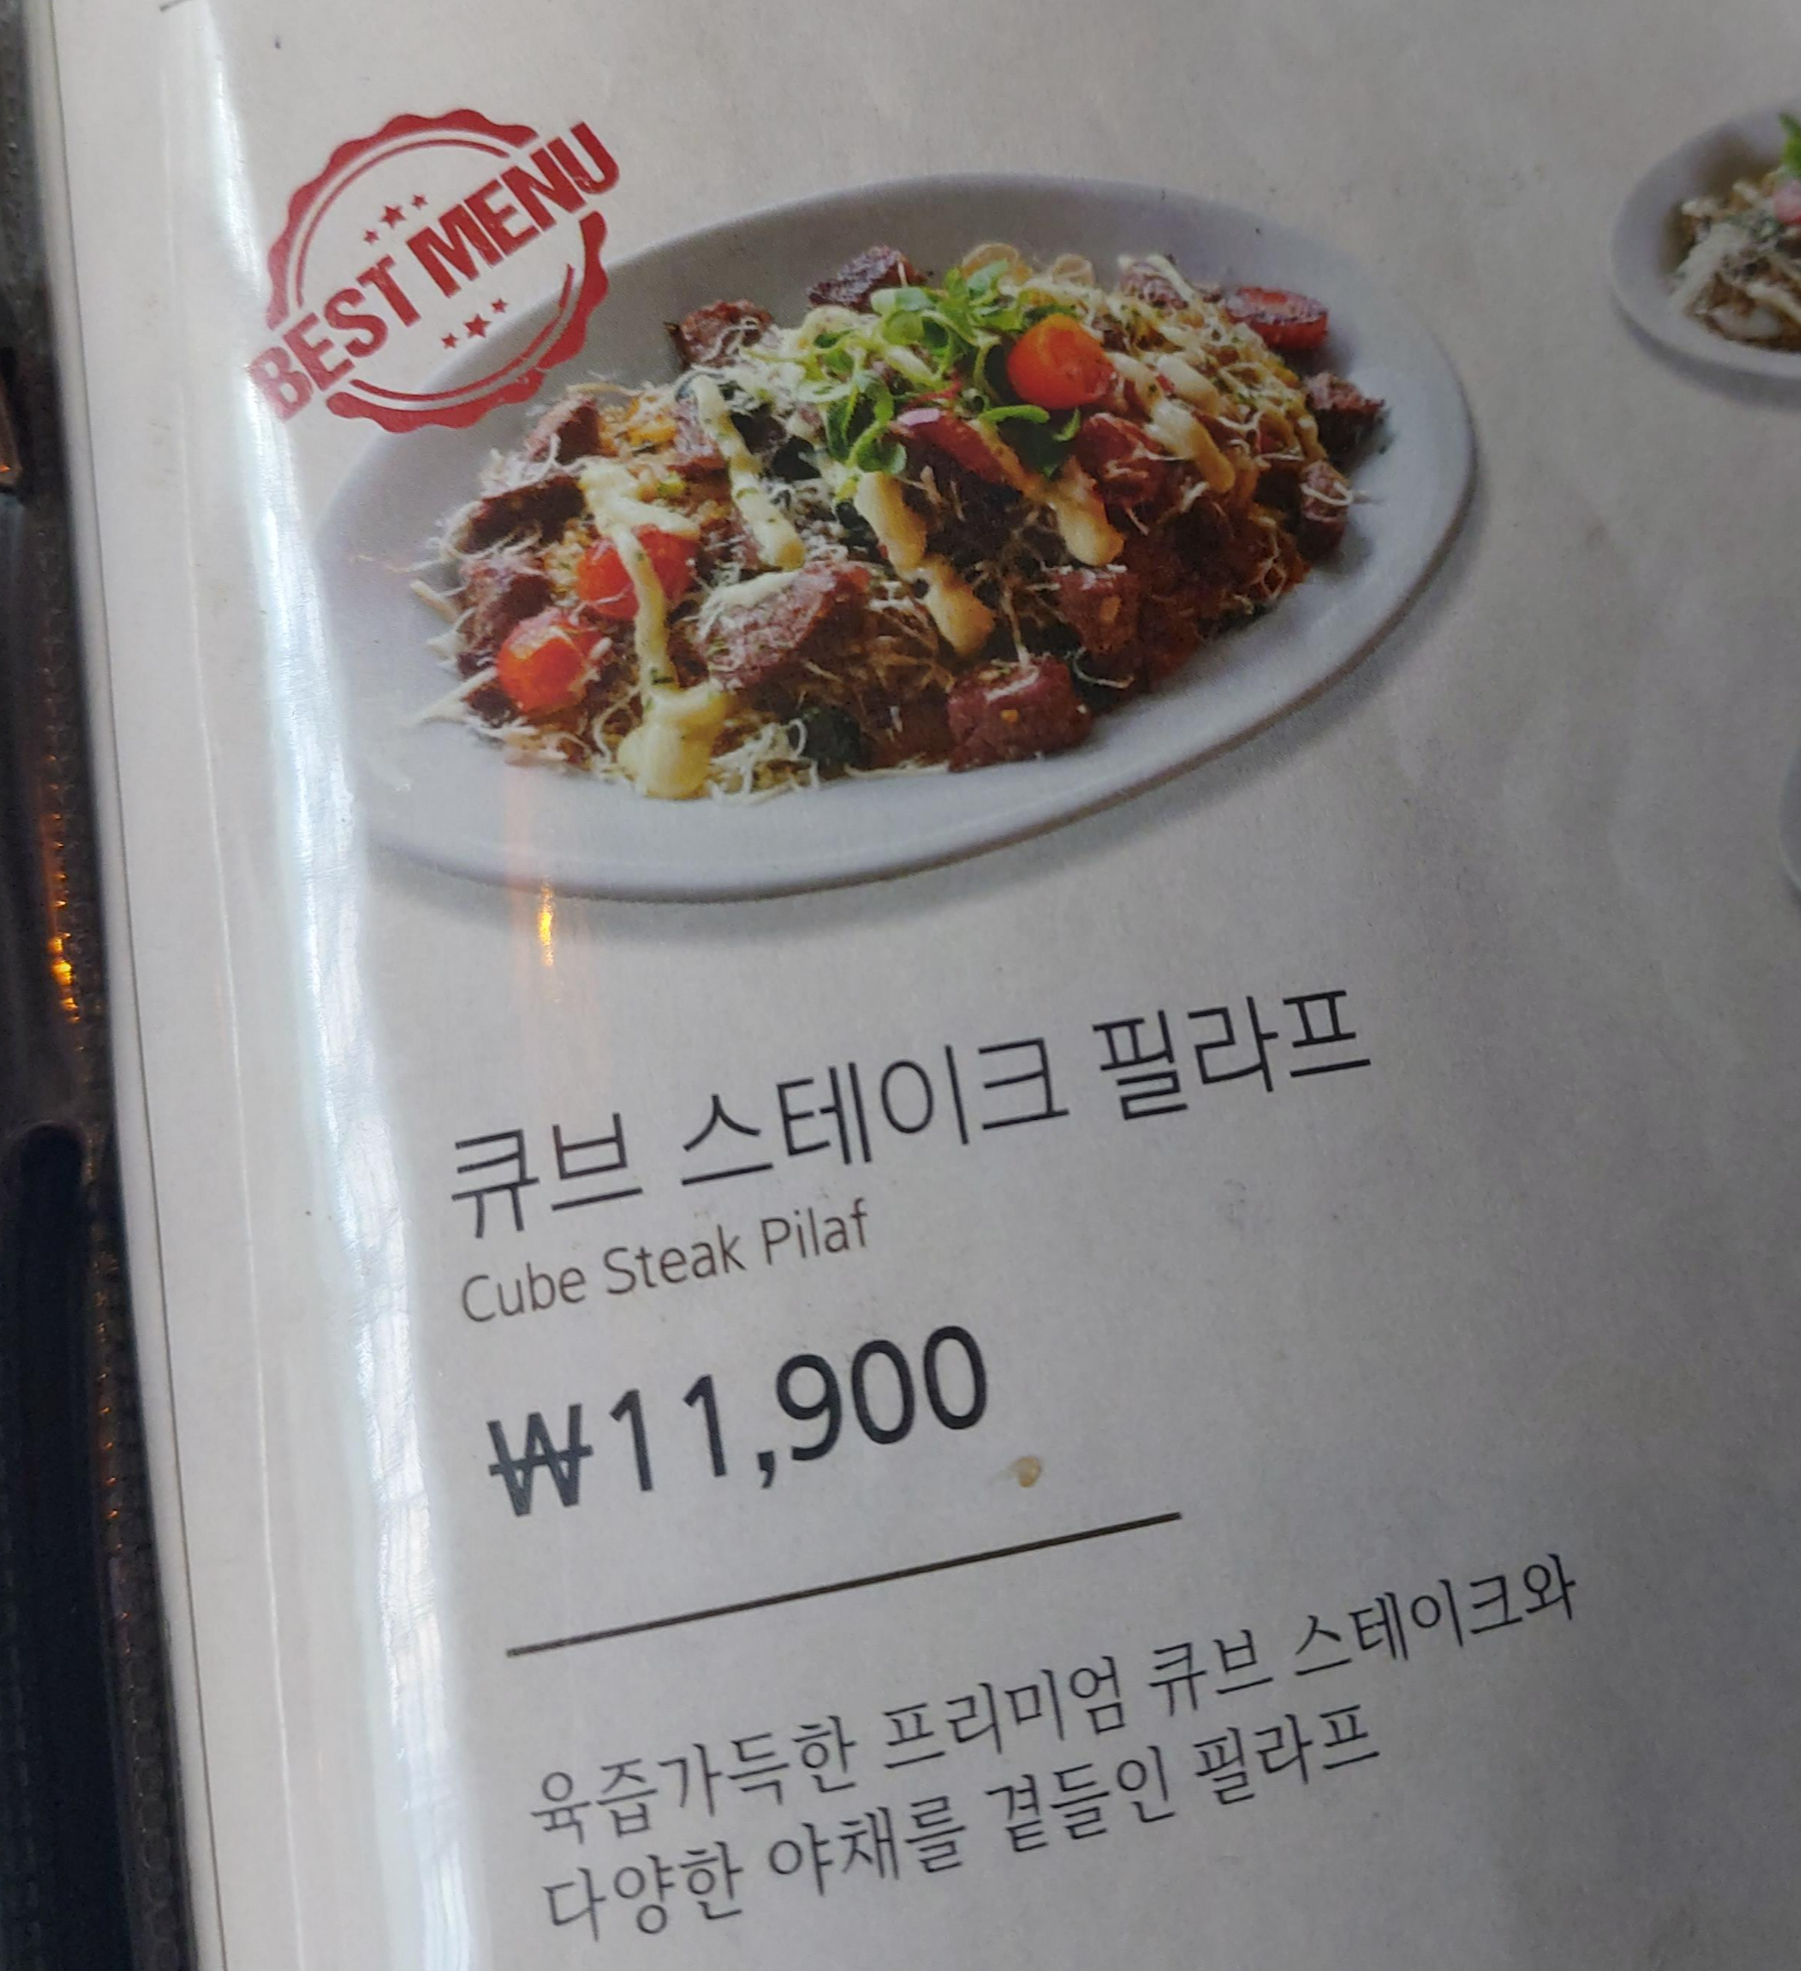 BEST MENU
큐브 스테이크 필라프
Cube Steak Pilaf
₩11,900
육즙가득한 프리미엄 큐브 스테이크와
다양한 야채를 곁들인 필라프